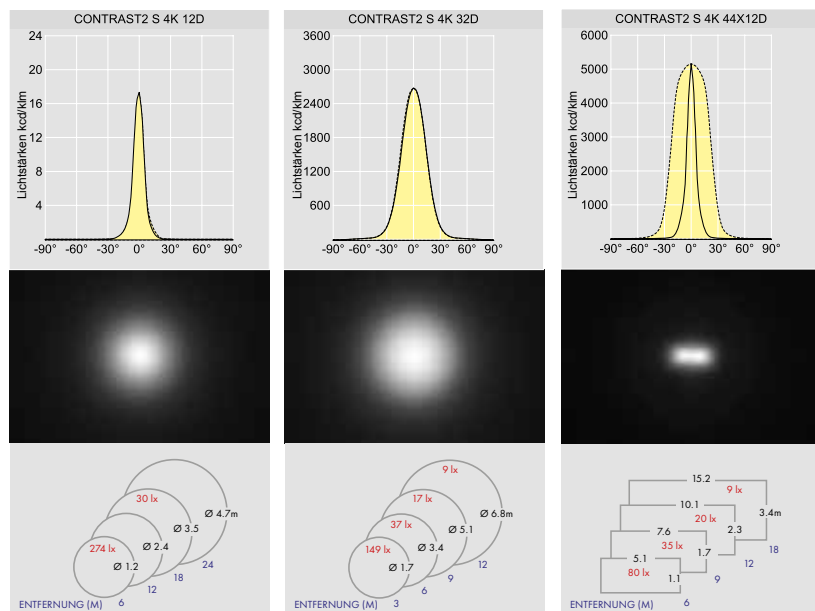 CONTRAST2 S 4K 12D
24
20
16
12
8
4
Lichtstärken kcd/klm
-90° -60° -30° 0° 30° 60° 90°
274 lx
30 lx
Ø 1.2
Ø 2.4
Ø 3.5
Ø 4.7m
ENTFERNUNG (M)
6
12
18
24
CONTRAST2 S 4K 32D
3600
3000
2400
1800
1200
600
Lichtstärken kcd/klm
-90° -60° -30° 0° 30° 60° 90°
149 lx
37 lx
17 lx
9 lx
Ø 1.7
Ø 3.4
Ø 5.1
Ø 6.8m
ENTFERNUNG (M)
3
6
9
12
CONTRAST2 S 4K 44X12D
6000
5000
4000
3000
2000
1000
Lichtstärken kcd/klm
-90° -60° -30° 0° 30° 60° 90°
15.2
9 lx
3.4m
10.1
20 lx
2.3
7.6
35 lx
1.7
5.1
80 lx
1.1
ENTFERNUNG (M)
6
9
12
18